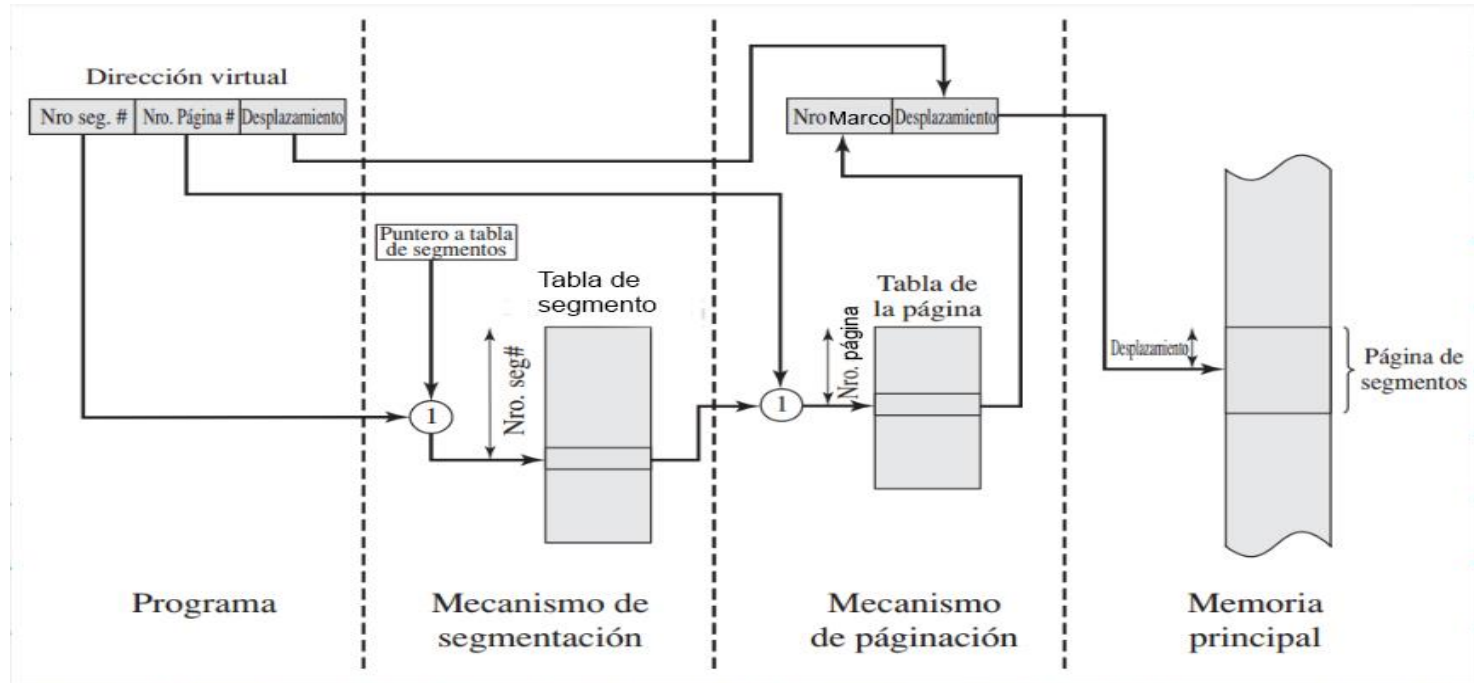 Dirección virtual
Nro seg. # Nro. Página # Desplazamiento
Nro Marco Desplazamiento
Puntero a tabla
de segmentos
Tabla de
segmento
Nro. seg#
1
Tabla de
la página
Nro. página
1
Desplazamiento
Página de
segmentos
Programa
Mecanismo de
segmentación
Mecanismo
de páginación
Memoria
principal